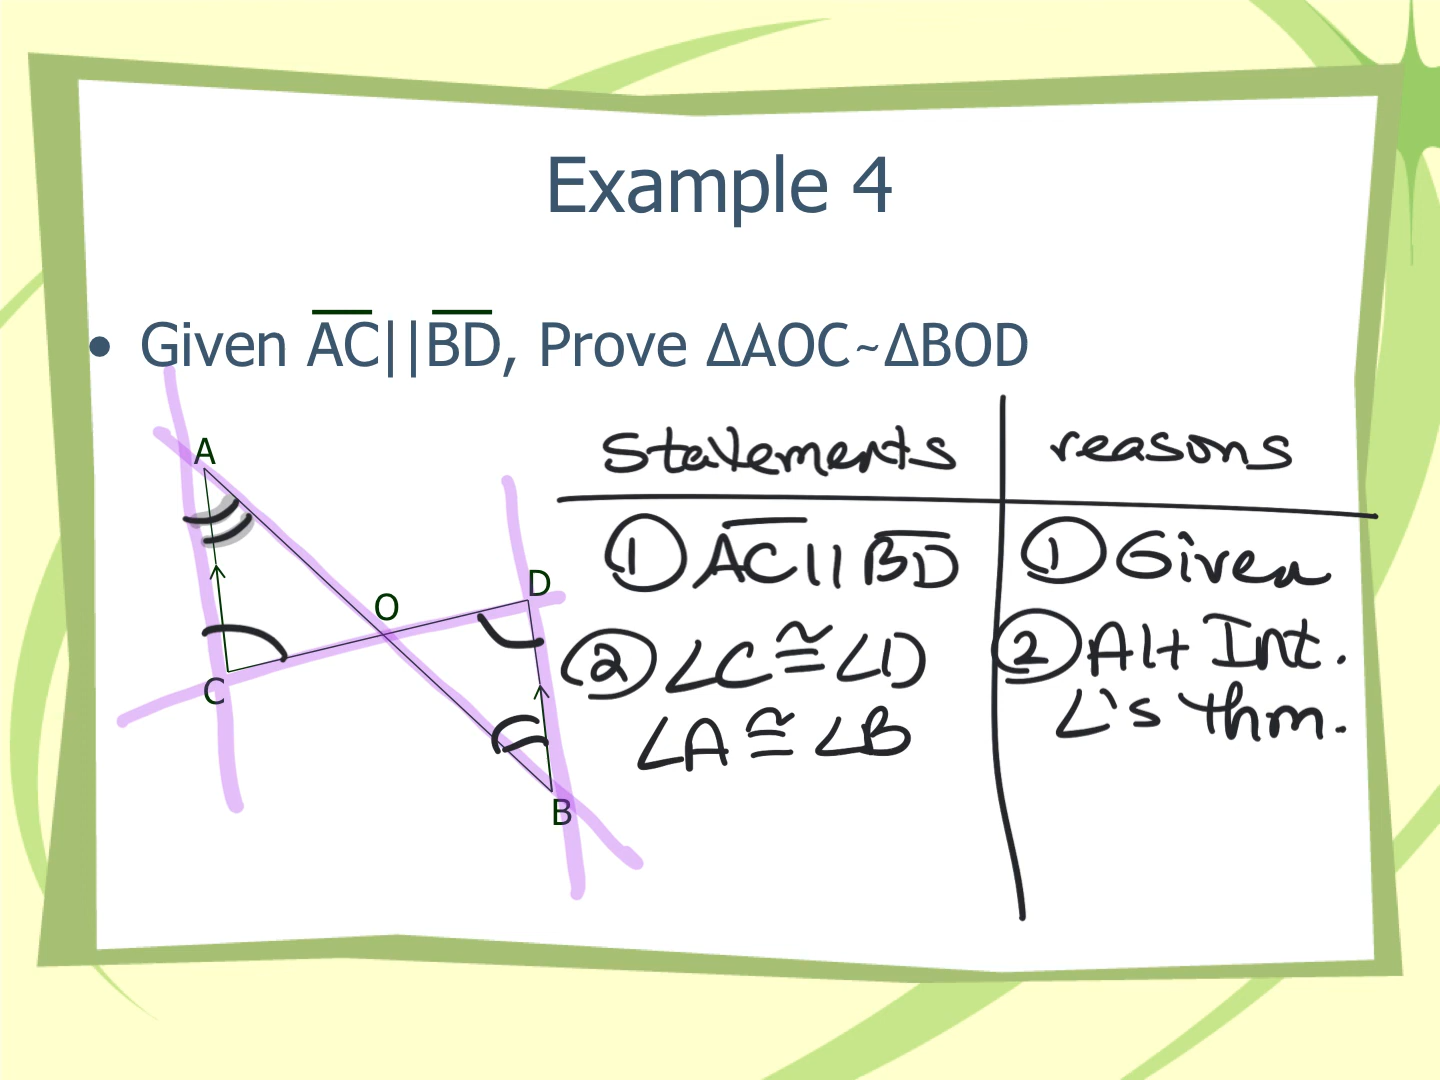 Example 4
• Given AC||BD, Prove ΔAOC~ΔBOD
A
O
D
C
B
Statements reasons
① AC || BD ① Given
② ∠C ≅ ∠D ② Alt Int.
∠A ≅ ∠B ∠'s thm.